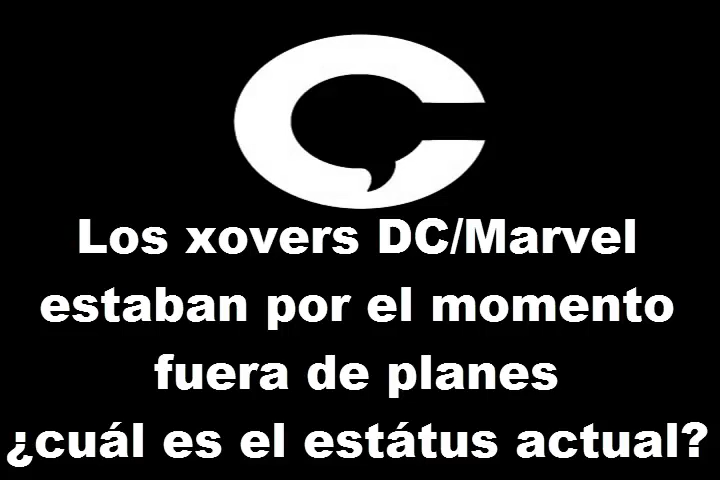 Los xovers DC/Marvel
estaban por el momento
fuera de planes
¿cuál es el estátus actual?